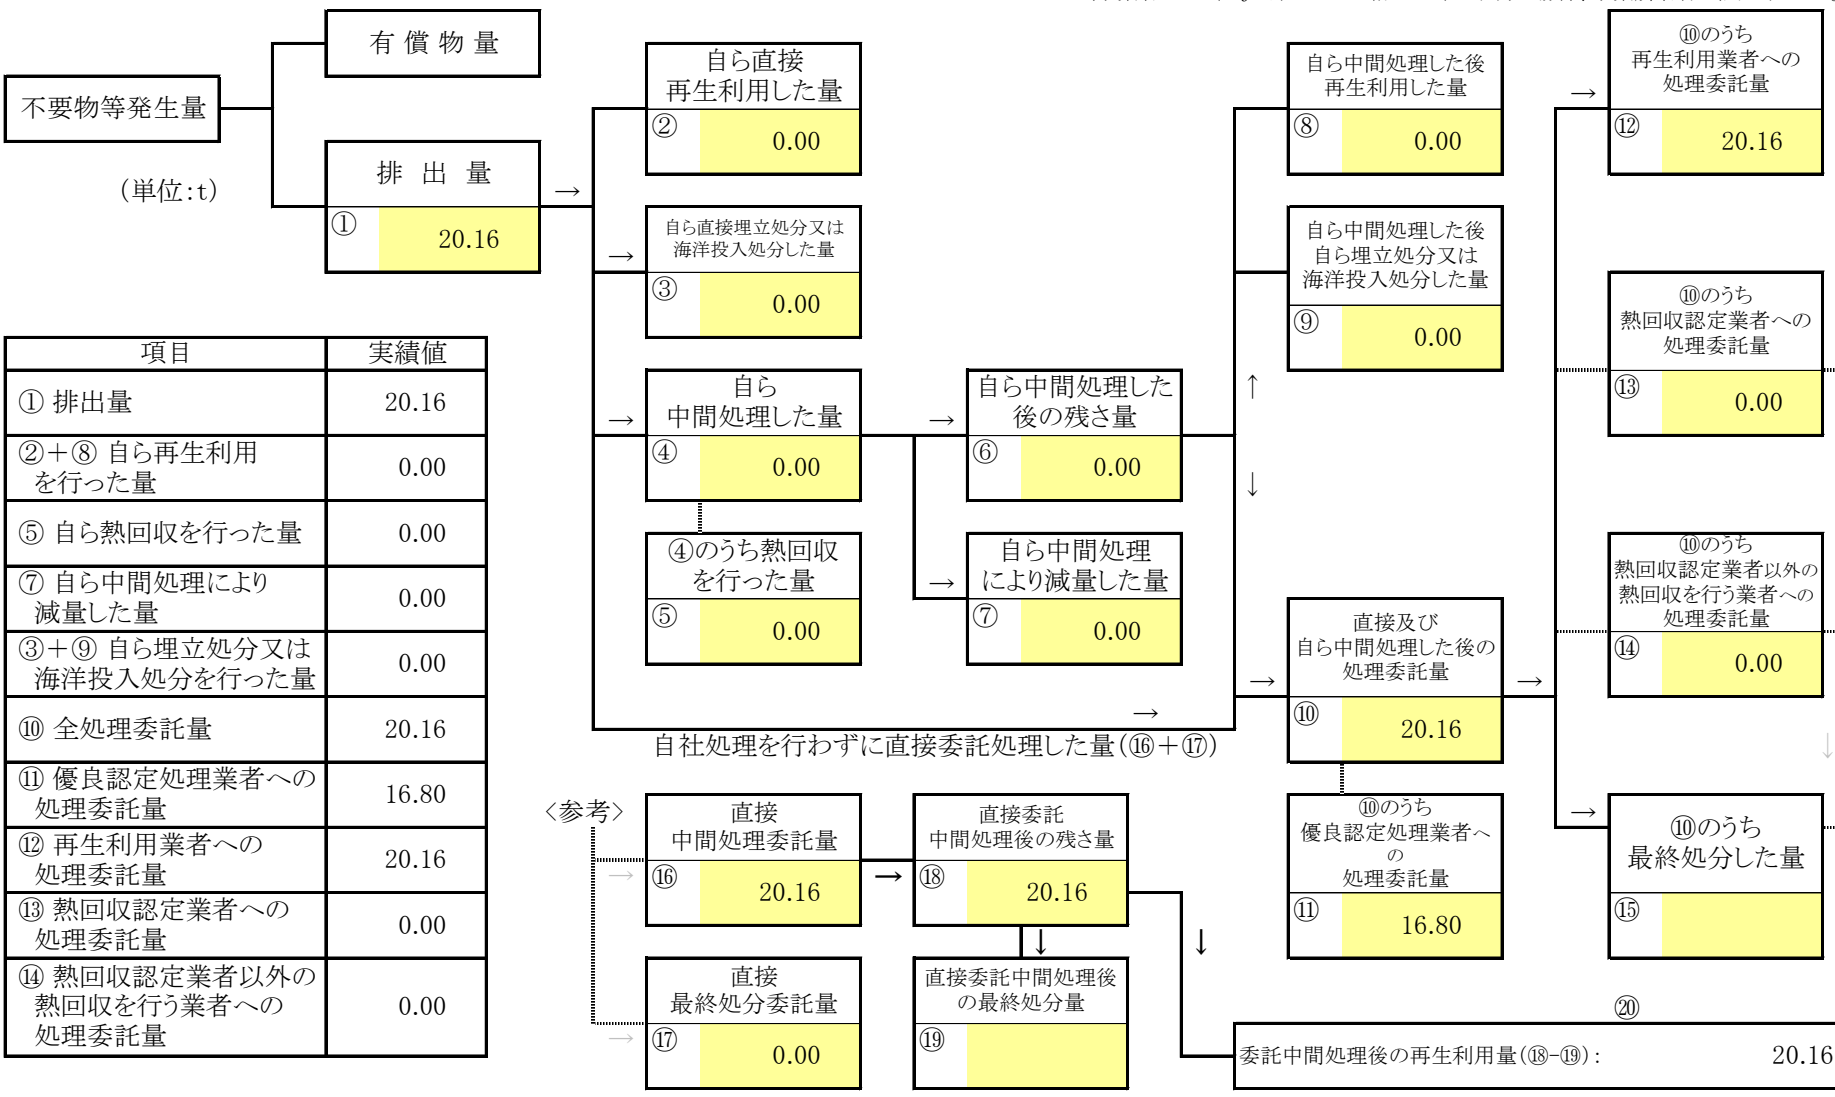 有償物量
不要物等発生量
(単位:t)
排出量
①
20.16
→
自ら直接
再生利用した量
②
0.00
自ら直接埋立処分又は
海洋投入処分した量
→
③
0.00
自ら
中間処理した量
→
④
0.00
④のうち熱回収
を行った量
⑤
0.00
自ら中間処理した
後の残さ量
→
⑥
0.00
自ら中間処理
により減量した量
→
⑦
0.00
自ら中間処理した後
再生利用した量
⑧
0.00
自ら中間処理した後
自ら埋立処分又は
海洋投入処分した量
⑨
0.00
↑
↓
直接及び
自ら中間処理した後の
処理委託量
→
→
⑩
20.16
→
自社処理を行わずに直接委託処理した量(⑯+⑰)
⑩のうち
優良認定処理業者へ
の
処理委託量
⑪
16.80
⑩のうち
再生利用業者への
処理委託量
→
⑫
20.16
⑩のうち
熱回収認定業者への
処理委託量
⑬
0.00
⑩のうち
熱回収認定業者以外の
熱回収を行う業者への
処理委託量
⑭
0.00
↓
→
⑩のうち
最終処分した量
⑮
項目 実績値
① 排出量 20.16
②+⑧ 自ら再生利用
を行った量 0.00
⑤ 自ら熱回収を行った量 0.00
⑦ 自ら中間処理により
減量した量 0.00
③+⑨ 自ら埋立処分又は
海洋投入処分を行った量 0.00
⑩ 全処理委託量 20.16
⑪ 優良認定処理業者への
処理委託量 16.80
⑫ 再生利用業者への
処理委託量 20.16
⑬ 熱回収認定業者への
処理委託量 0.00
⑭ 熱回収認定業者以外の
熱回収を行う業者への
処理委託量 0.00
<参考>
直接
中間処理委託量
→
⑯
20.16
→
直接委託
中間処理後の残さ量
⑱
20.16
↓
↓
直接
最終処分委託量
→
⑰
0.00
直接委託中間処理後
の最終処分量
⑲
⑳
委託中間処理後の再生利用量(⑱-⑲): 20.16